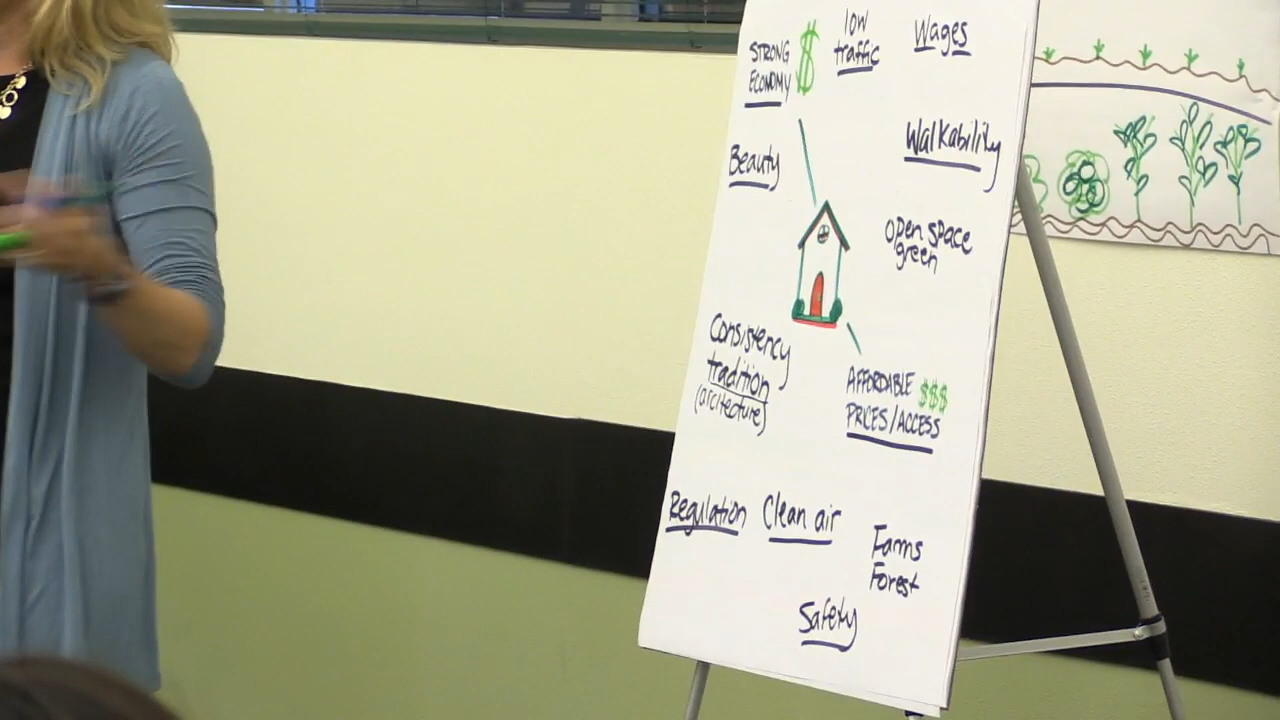 STRONG
ECONOMY
$
low
traffic
Wages
Beauty
Walkability
open space
green
Consistency
tradition
(arcitecture)
AFFORDABLE $$$
PRICES/ACCESS
Regulation
Clean air
Farms
Forest
Safety